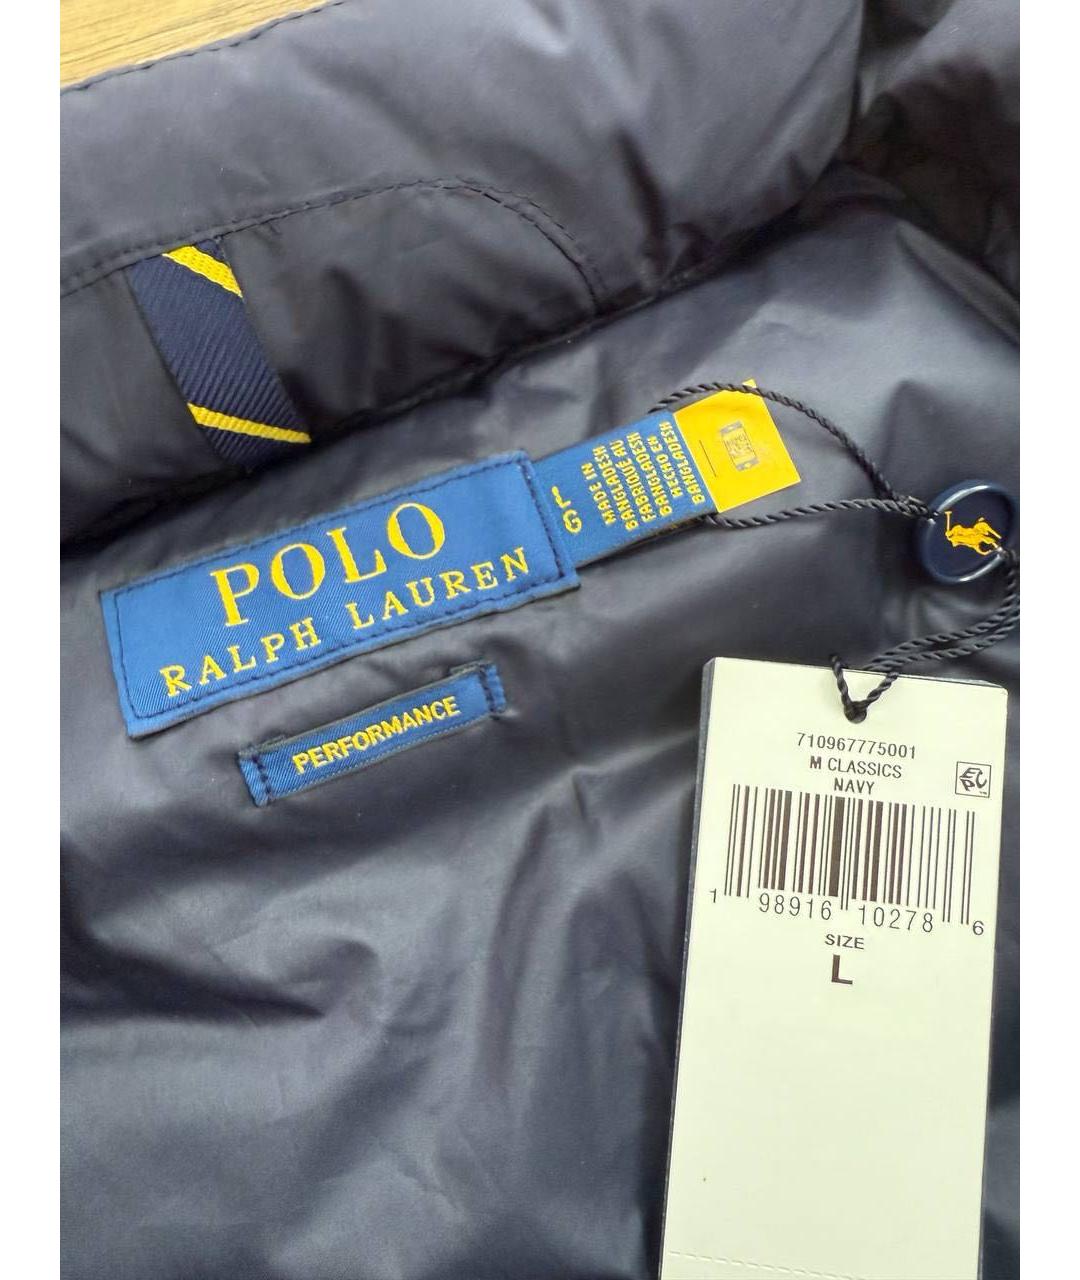 POLO
RALPH LAUREN
PERFORMANCE
MADE IN
BANGLADESH
FABRIQUÉ AU
BANGLADESH
HECHO EN
BANGLADESH
710967775001
M CLASSICS
NAVY
1 98916 10278 6
SIZE
L